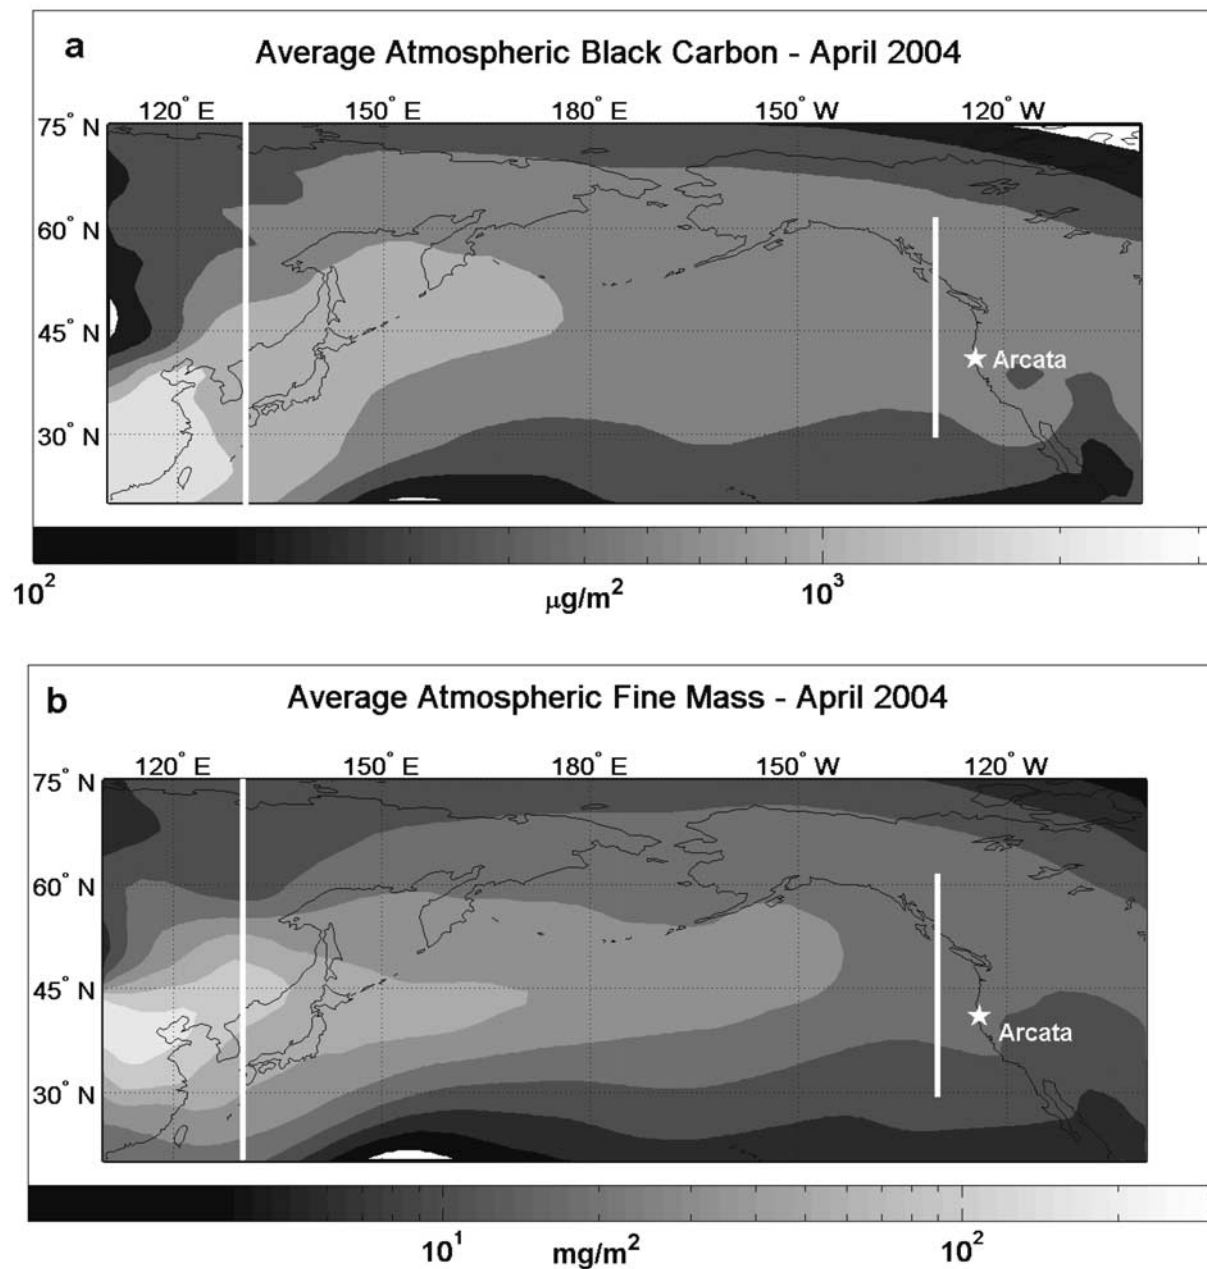 a
Average Atmospheric Black Carbon - April 2004
120° E 150° E 180° E 150° W 120° W
75° N
60° N
45° N
Arcata
30° N
10² μg/m² 10³
b
Average Atmospheric Fine Mass - April 2004
120° E 150° E 180° E 150° W 120° W
75° N
60° N
45° N
Arcata
30° N
10¹ mg/m² 10²